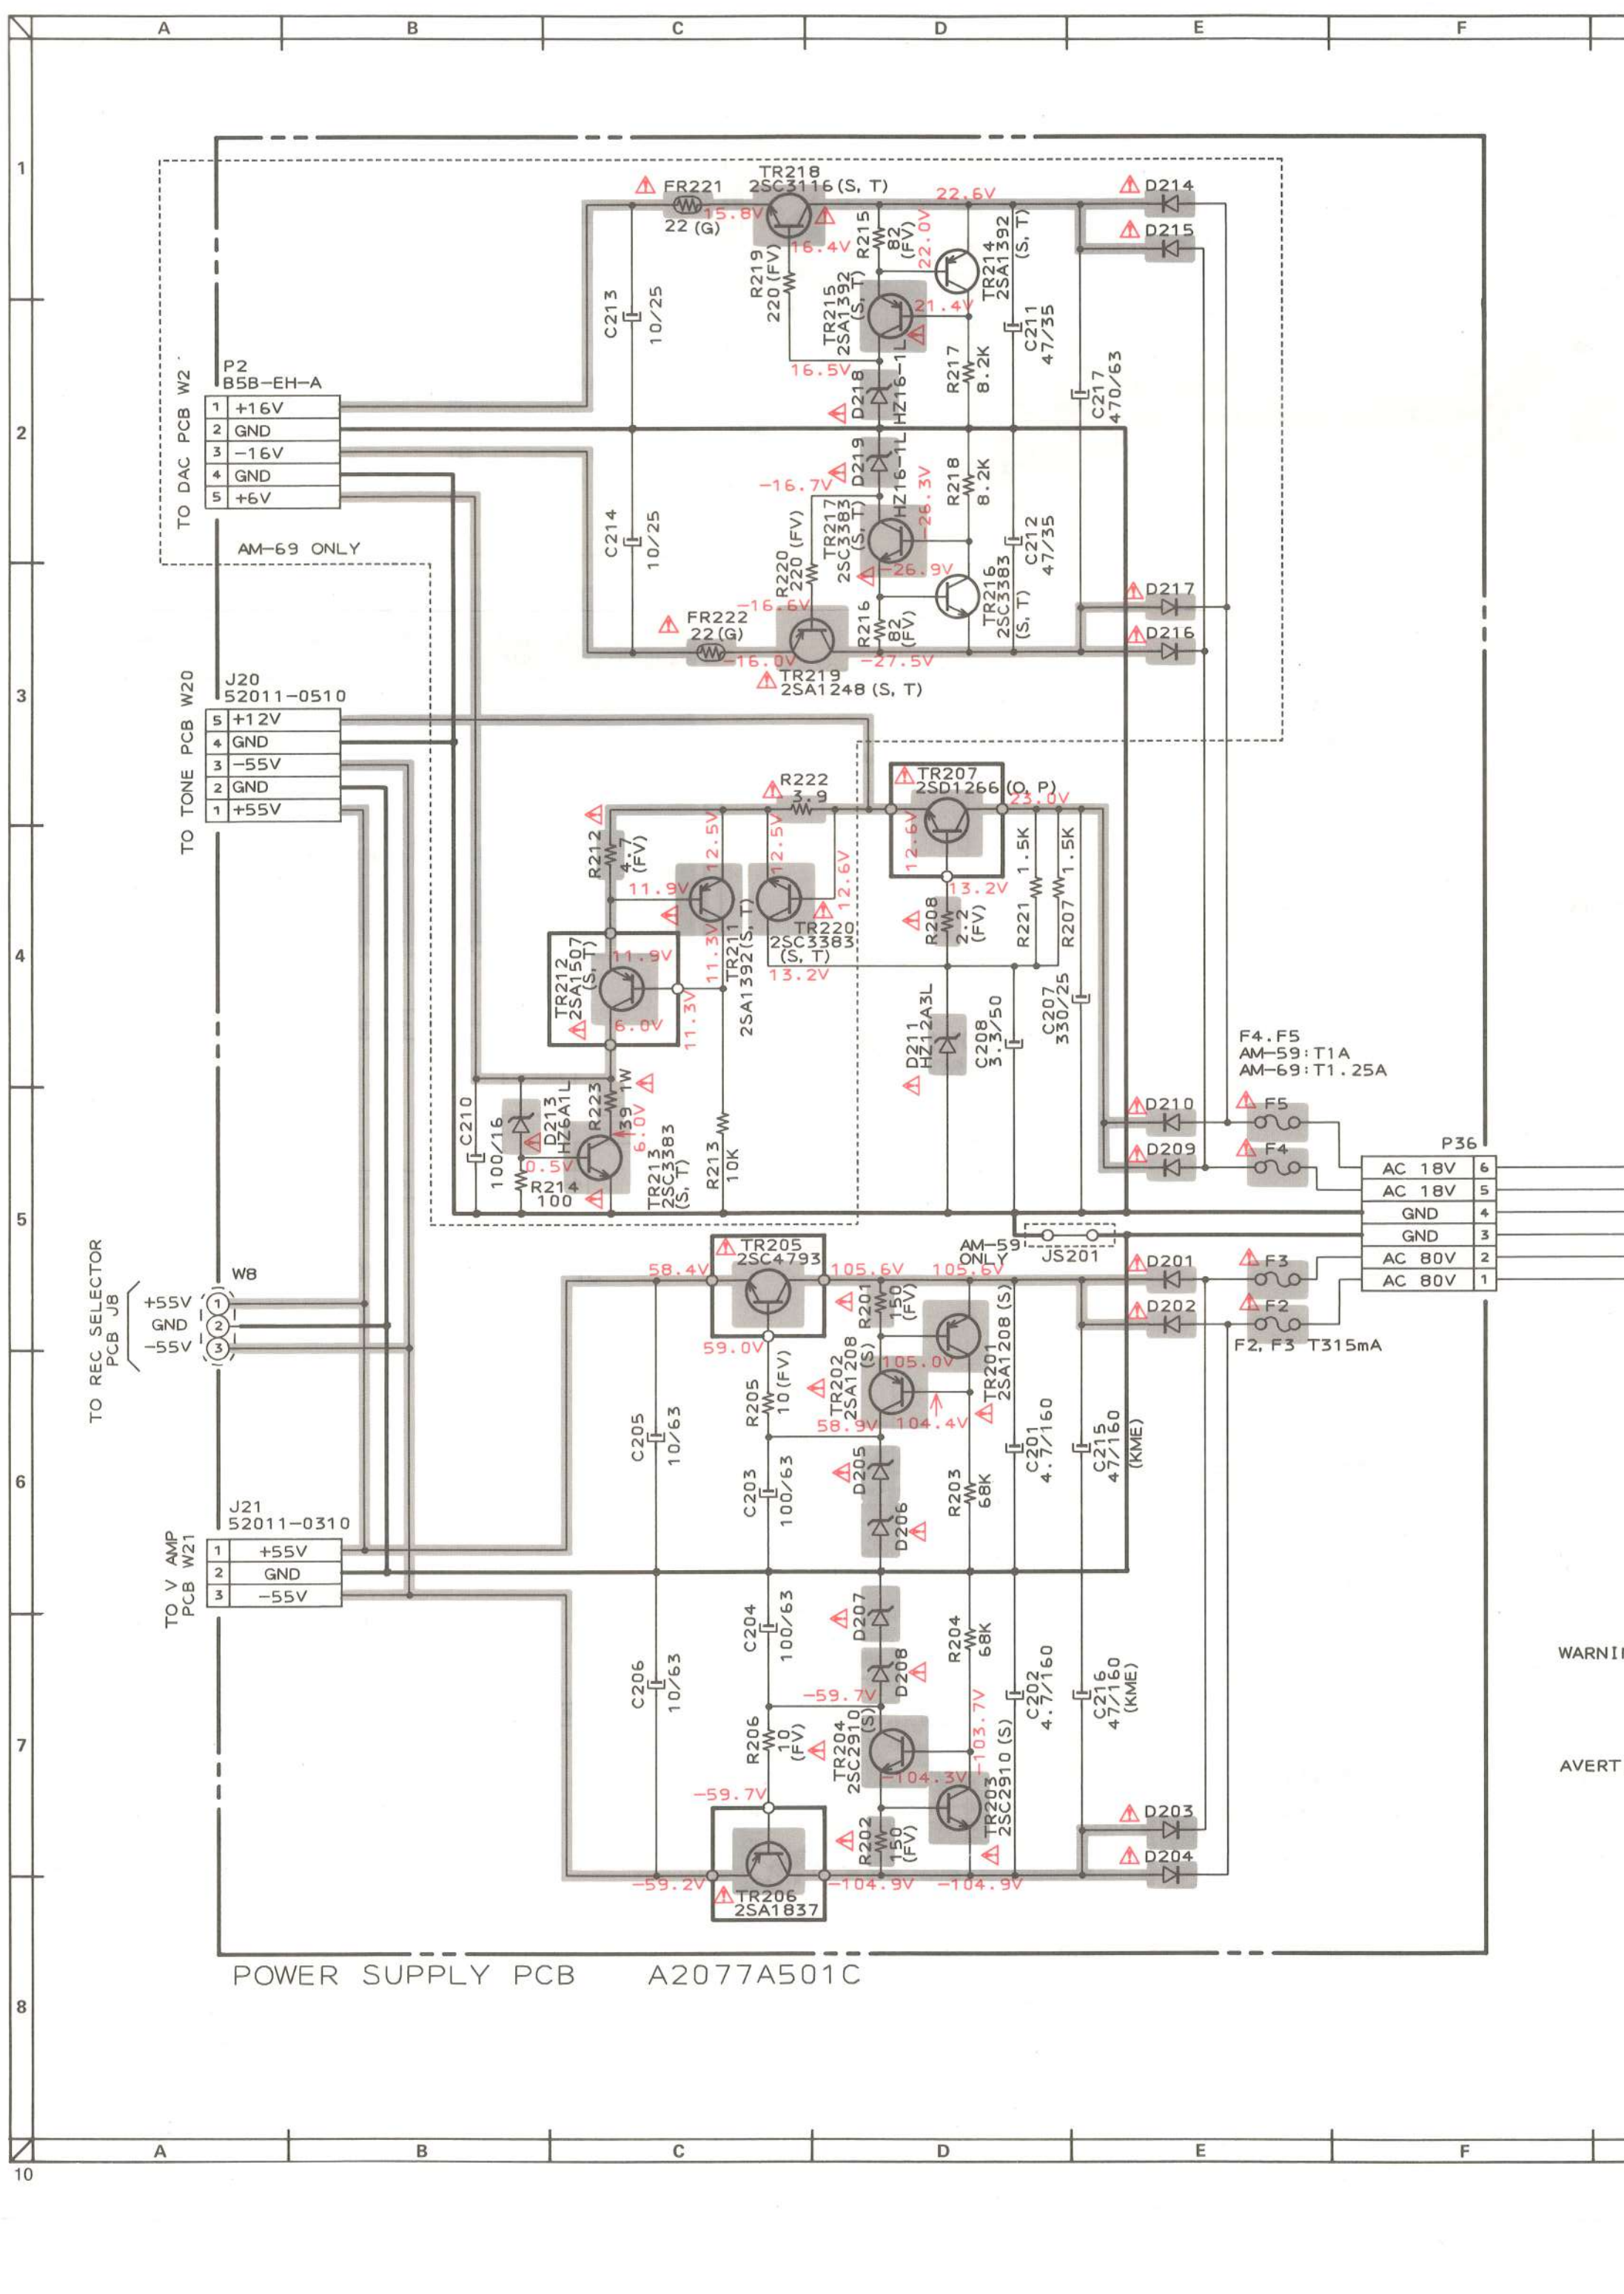 A B C D E F
1
2
3
4
5
6
7
8
10
TO DAC PCB W2
P2
B5B-EH-A
1 +16V
2 GND
3 -16V
4 GND
5 +6V
AM-69 ONLY
FR221
22 (G)
15.8V
TR218
2SC3116 (S, T)
16.4V
R219
220 (FV)
C213
10/25
C214
10/25
R215
82
(FV)
22.0V
22.6V
TR214
2SA1392
(S, T)
TR215
2SA1392
(S, T)
21.4V
16.5V
D218
HZ16-1L
R217
8.2K
C211
47/35
C217
470/63
D214
D215
D219
HZ16-1L
R218
8.2K
-26.3V
-16.7V
TR217
2SC3383
(S, T)
R220
220 (FV)
-26.9V
TR216
2SC3383
(S, T)
C212
47/35
R216
82
(FV)
-16.6V
FR222
22 (G)
-16.0V
-27.5V
TR219
2SA1248 (S, T)
D217
D216
TO TONE PCB W20
J20
52011-0510
5 +12V
4 GND
3 -55V
2 GND
1 +55V
R222
3.9
TR207
2SD1266 (O, P)
23.0V
12.6V
13.2V
R212
4.7
(FV)
12.5V
12.5V
12.6V
11.9V
TR211
2SA1392 (S, T)
11.3V
TR220
2SC3383
(S, T)
13.2V
R208
2.2
(FV)
R221 1.5K
R207 1.5K
TR212
2SA1507
(S, T)
11.9V
6.0V
11.3V
D211
HZ12A3L
C208
3.3/50
C207
330/25
F4.F5
AM-59:T1A
AM-69:T1.25A
C210
100/16
D213
HZ6A1L
R223
39 1W
6.0V
0.5V
R214
100
TR213
2SC3383
(S, T)
R213
10K
D210
D209
F5
F4
P36
AC 18V 6
AC 18V 5
GND 4
GND 3
AC 80V 2
AC 80V 1
AM-59
ONLY
JS201
TO REC SELECTOR
PCB J8
W8
+55V 1
GND 2
-55V 3
TR205
2SC4793
58.4V
105.6V
105.6V
59.0V
R201
150
(FV)
TR201
2SA1208 (S)
TR202
2SA1208
(S)
105.0V
104.4V
58.9V
R205
10 (FV)
C205
10/63
C203
100/63
D205
D206
R203
68K
C201
4.7/160
C215
47/160
(KME)
D201
D202
F3
F2
F2, F3 T315mA
TO V AMP
PCB W21
J21
52011-0310
1 +55V
2 GND
3 -55V
C206
10/63
C204
100/63
D207
D208
R204
68K
C202
4.7/160
C216
47/160
(KME)
-59.7V
R206
10
(FV)
TR204
2SC2910
(S)
-103.7V
-104.3V
TR203
2SC2910 (S)
-59.7V
R202
150
(FV)
-59.2V
-104.9V
-104.9V
TR206
2SA1837
D203
D204
WARNI
AVERT
POWER SUPPLY PCB A2077A501C
A B C D E F